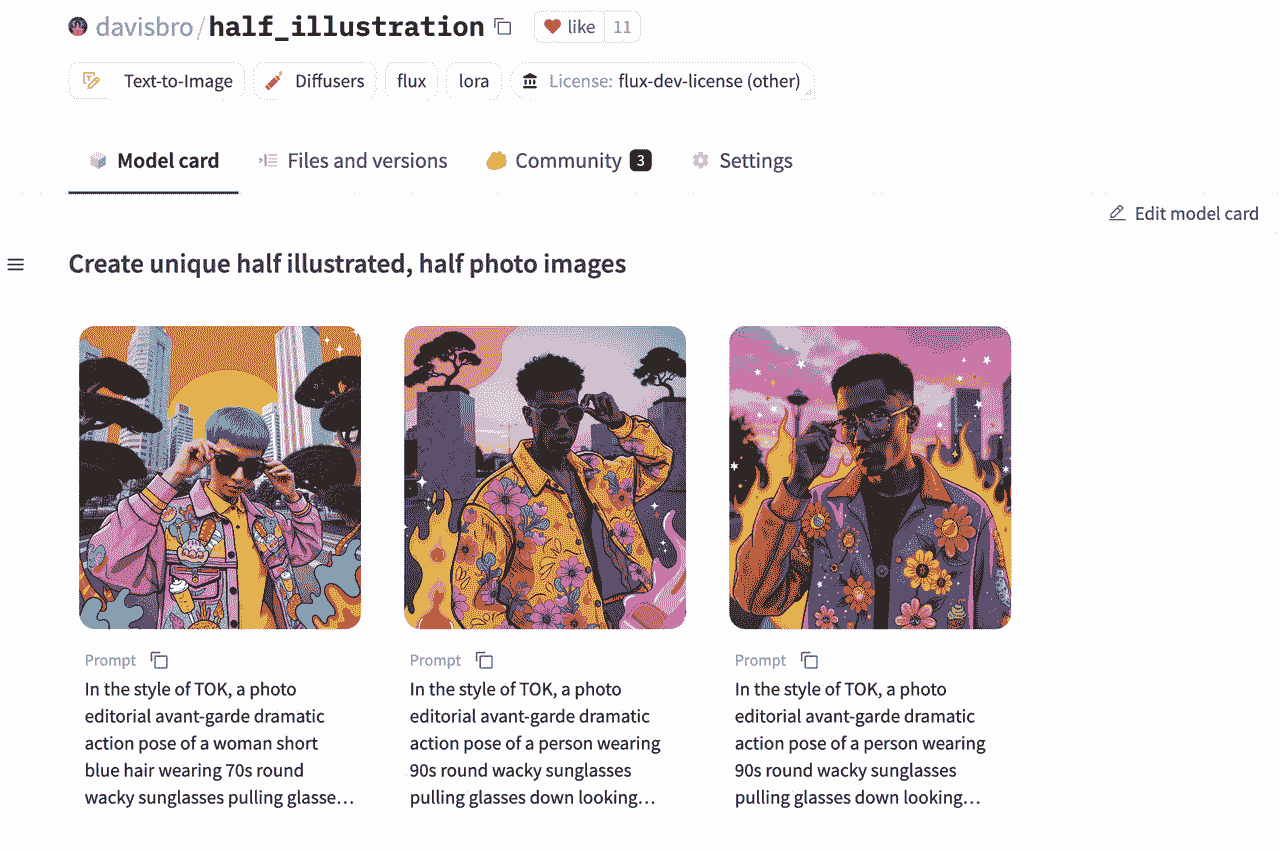 davisbro/half_illustration like 11
Text-to-Image Diffusers flux lora License: flux-dev-license (other)
Model card Files and versions Community 3 Settings
Edit model card
Create unique half illustrated, half photo images
Prompt
In the style of TOK, a photo
editorial avant-garde dramatic
action pose of a woman short
blue hair wearing 70s round
wacky sunglasses pulling glasse…
Prompt
In the style of TOK, a photo
editorial avant-garde dramatic
action pose of a person wearing
90s round wacky sunglasses
pulling glasses down looking…
Prompt
In the style of TOK, a photo
editorial avant-garde dramatic
action pose of a person wearing
90s round wacky sunglasses
pulling glasses down looking…